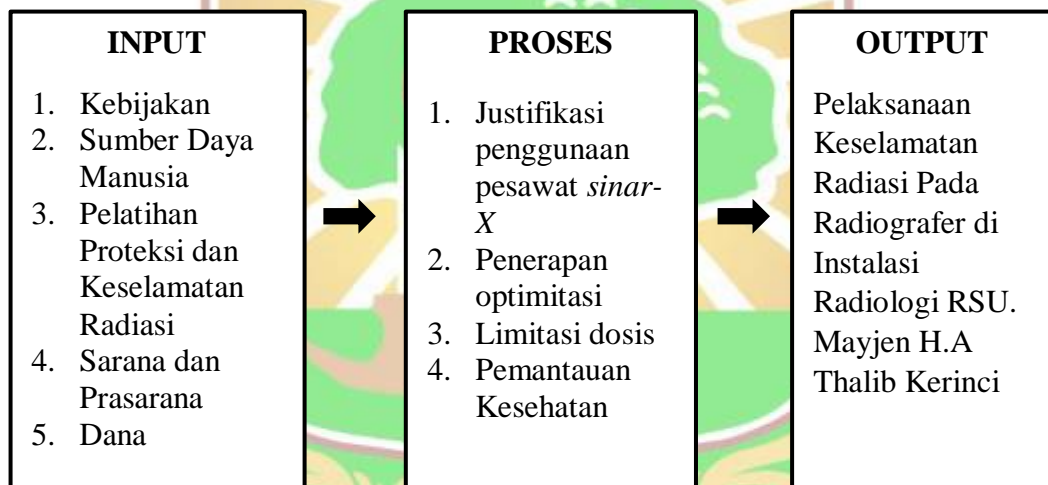 INPUT
1. Kebijakan
2. Sumber Daya
Manusia
3. Pelatihan
Proteksi dan
Keselamatan
Radiasi
4. Sarana dan
Prasarana
5. Dana
PROSES
1. Justifikasi
penggunaan
pesawat sinar-
X
2. Penerapan
optimitasi
3. Limitasi dosis
4. Pemantauan
Kesehatan
OUTPUT
Pelaksanaan
Keselamatan
Radiasi Pada
Radiografer di
Instalasi
Radiologi RSU.
Mayjen H.A
Thalib Kerinci